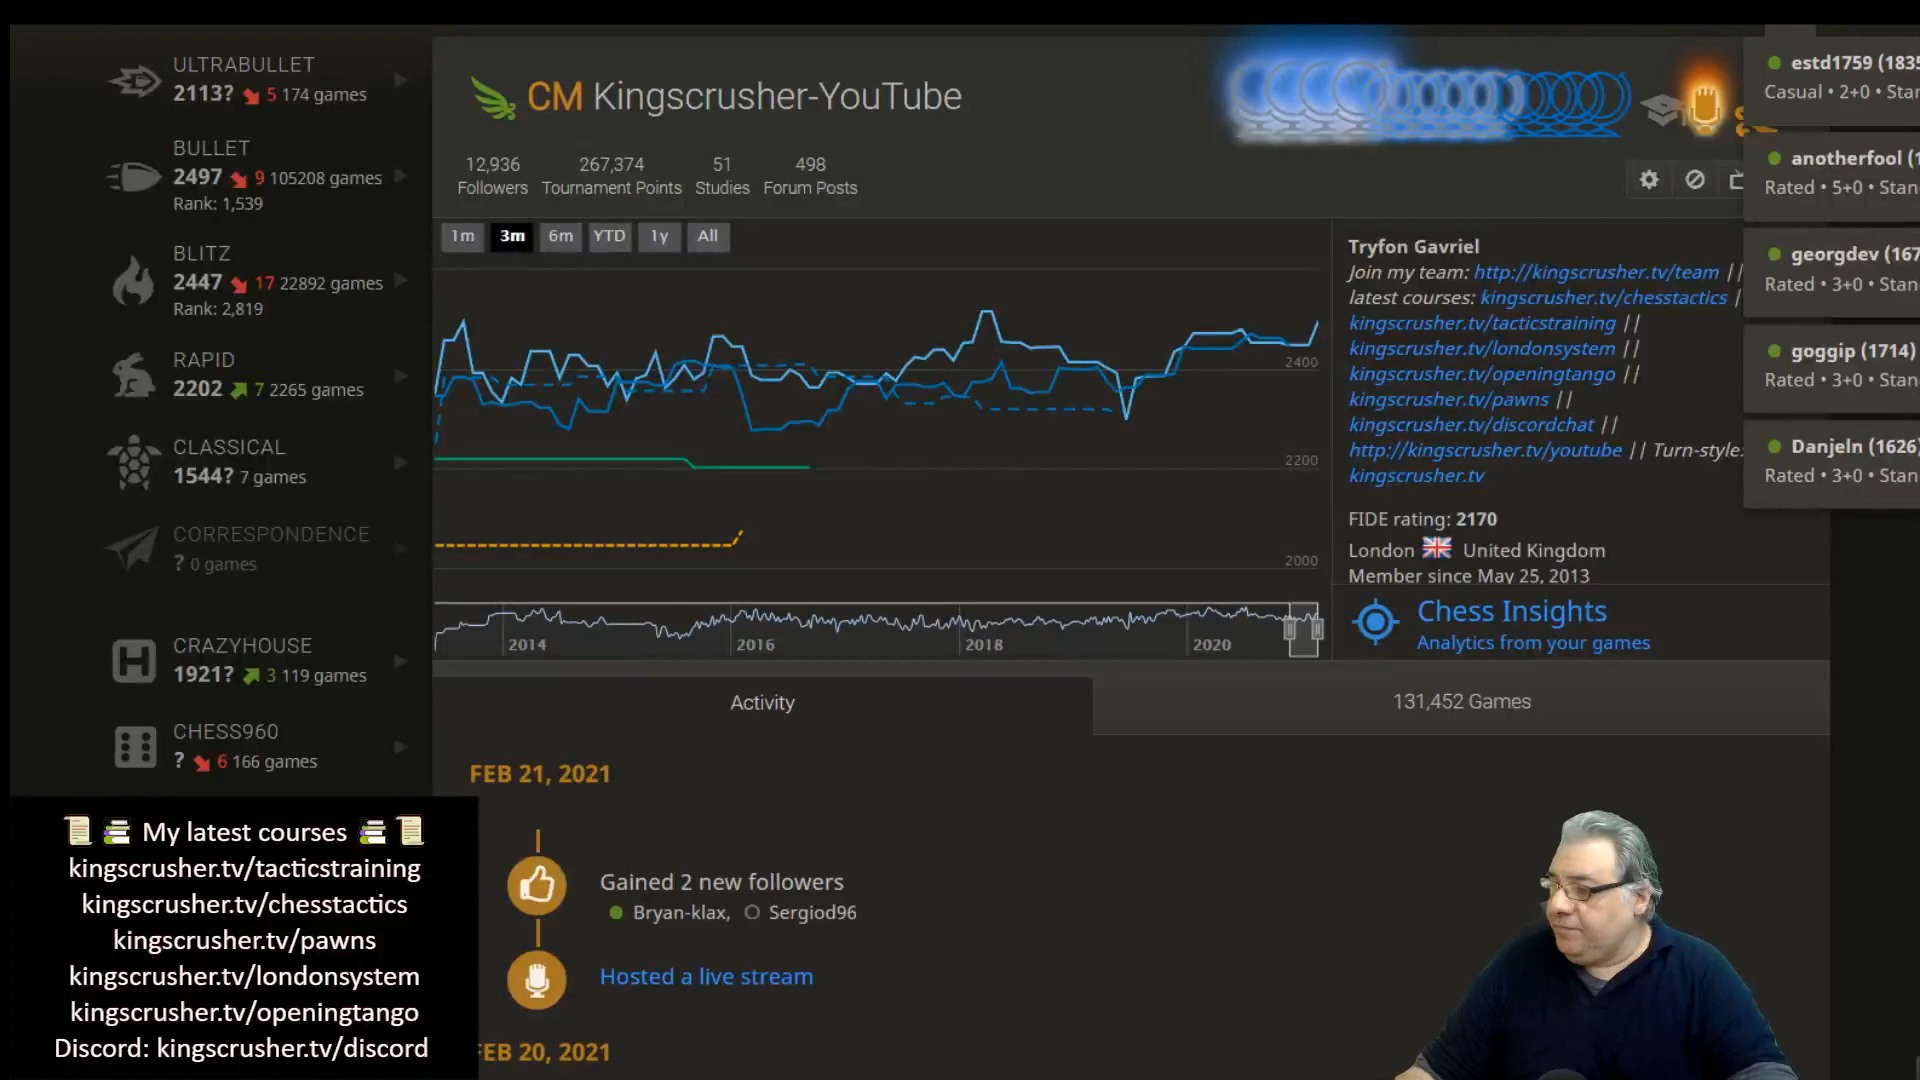 ULTRABULLET
2113? 5 174 games
BULLET
2497 9 105208 games
Rank: 1,539
BLITZ
2447 17 22892 games
Rank: 2,819
RAPID
2202 7 2265 games
CLASSICAL
1544? 7 games
CORRESPONDENCE
? 0 games
CRAZYHOUSE
1921? 3 119 games
CHESS960
? 6 166 games
CM Kingscrusher-YouTube
12,936 267,374 51 498
Followers Tournament Points Studies Forum Posts
1m 3m 6m YTD 1y All
2400
2200
2000
2014 2016 2018 2020
Tryfon Gavriel
Join my team: http://kingscrusher.tv/team ||
latest courses: kingscrusher.tv/chesstactics |
kingscrusher.tv/tacticstraining ||
kingscrusher.tv/londonsystem ||
kingscrusher.tv/openingtango ||
kingscrusher.tv/pawns ||
kingscrusher.tv/discordchat ||
http://kingscrusher.tv/youtube || Turn-style:
kingscrusher.tv
FIDE rating: 2170
London United Kingdom
Member since May 25, 2013
Chess Insights
Analytics from your games
estd1759 (1835
Casual • 2+0 • Stan
anotherfool (1
Rated • 5+0 • Stan
georgdev (167
Rated • 3+0 • Stan
goggip (1714)
Rated • 3+0 • Stan
Danjeln (1626)
Rated • 3+0 • Stan
Activity
131,452 Games
FEB 21, 2021
Gained 2 new followers
Bryan-klax, Sergiod96
Hosted a live stream
FEB 20, 2021
My latest courses
kingscrusher.tv/tacticstraining
kingscrusher.tv/chesstactics
kingscrusher.tv/pawns
kingscrusher.tv/londonsystem
kingscrusher.tv/openingtango
Discord: kingscrusher.tv/discord